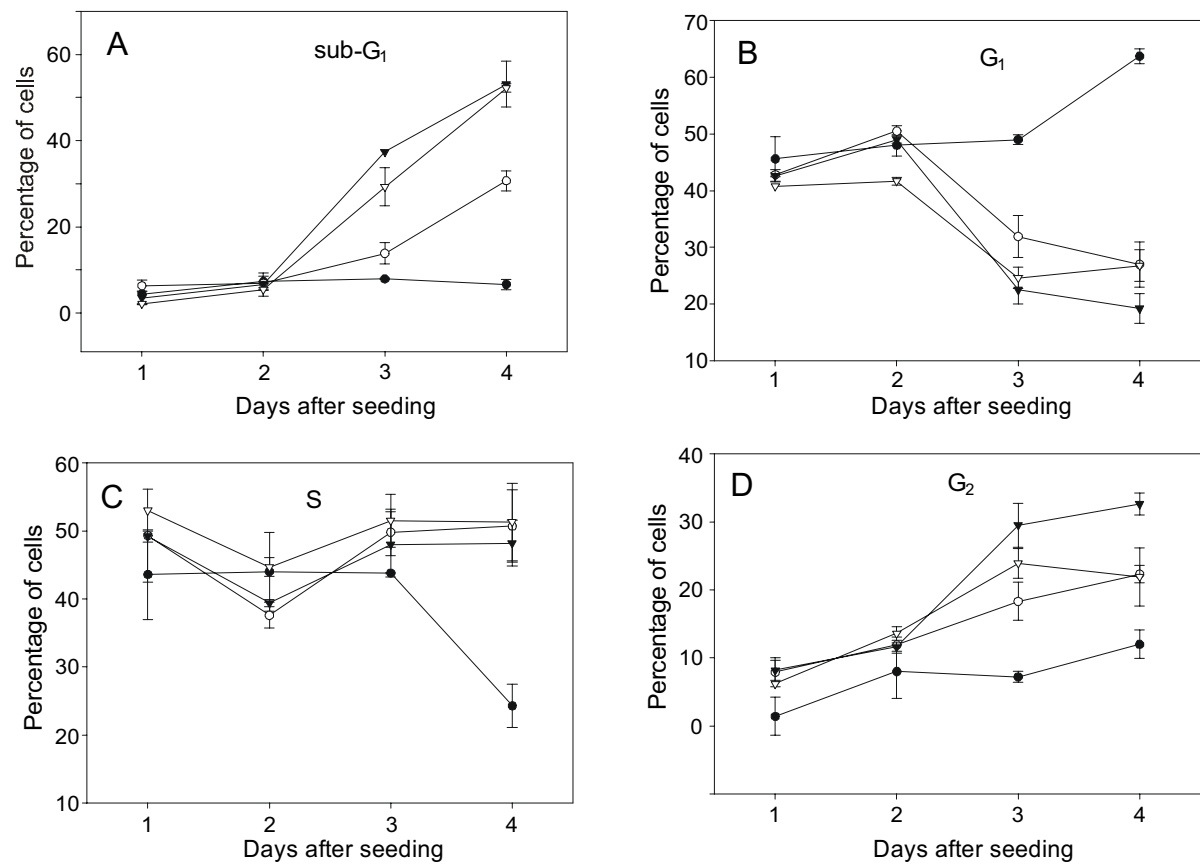 A
sub-G₁
Percentage of cells
60
40
20
0
1 2 3 4
Days after seeding
B
G₁
Percentage of cells
70
60
50
40
30
20
10
1 2 3 4
Days after seeding
C
S
Percentage of cells
60
50
40
30
20
10
1 2 3 4
Days after seeding
D
G₂
Percentage of cells
40
30
20
10
0
1 2 3 4
Days after seeding